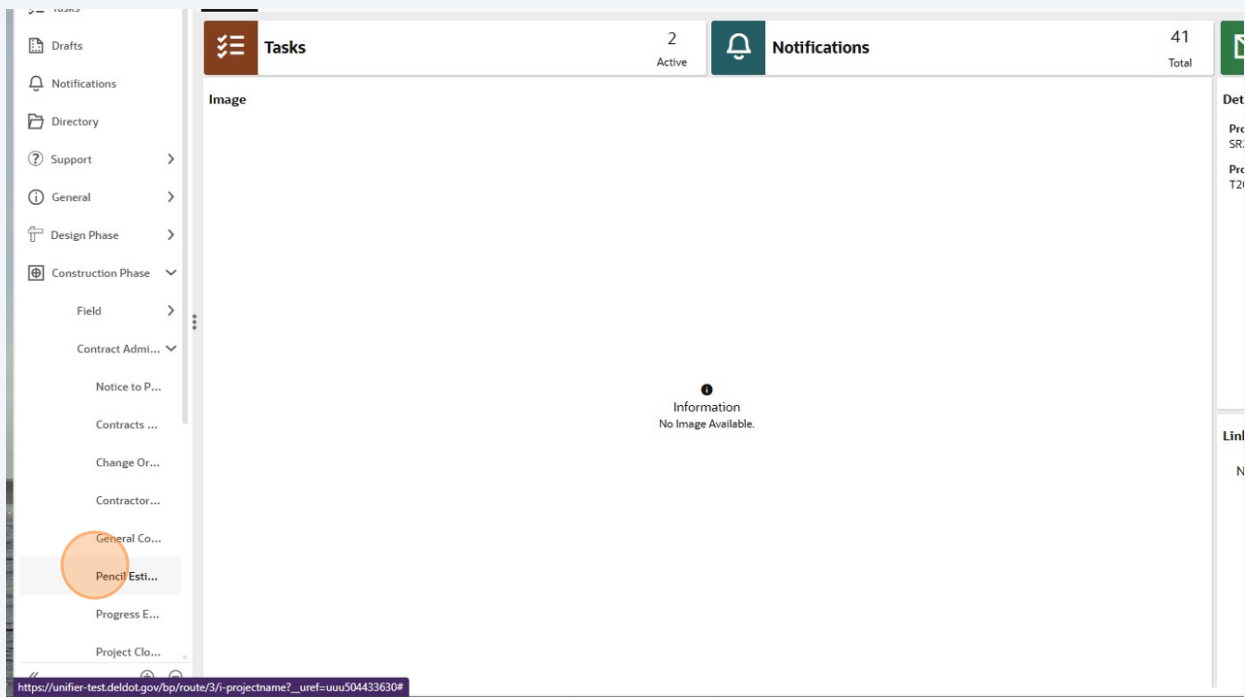 Tasks
Drafts
Notifications
Directory
Support
General
Design Phase
Construction Phase
Field
Contract Admi...
Notice to P...
Contracts ...
Change Or...
Contractor...
General Co...
Pencil Esti...
Progress E...
Project Clo...
https://unifier-test.deldot.gov/bp/route/3/i-projectname?__uref=uuu504433630#
Tasks
2
Active
Notifications
41
Total
Image
Information
No Image Available.